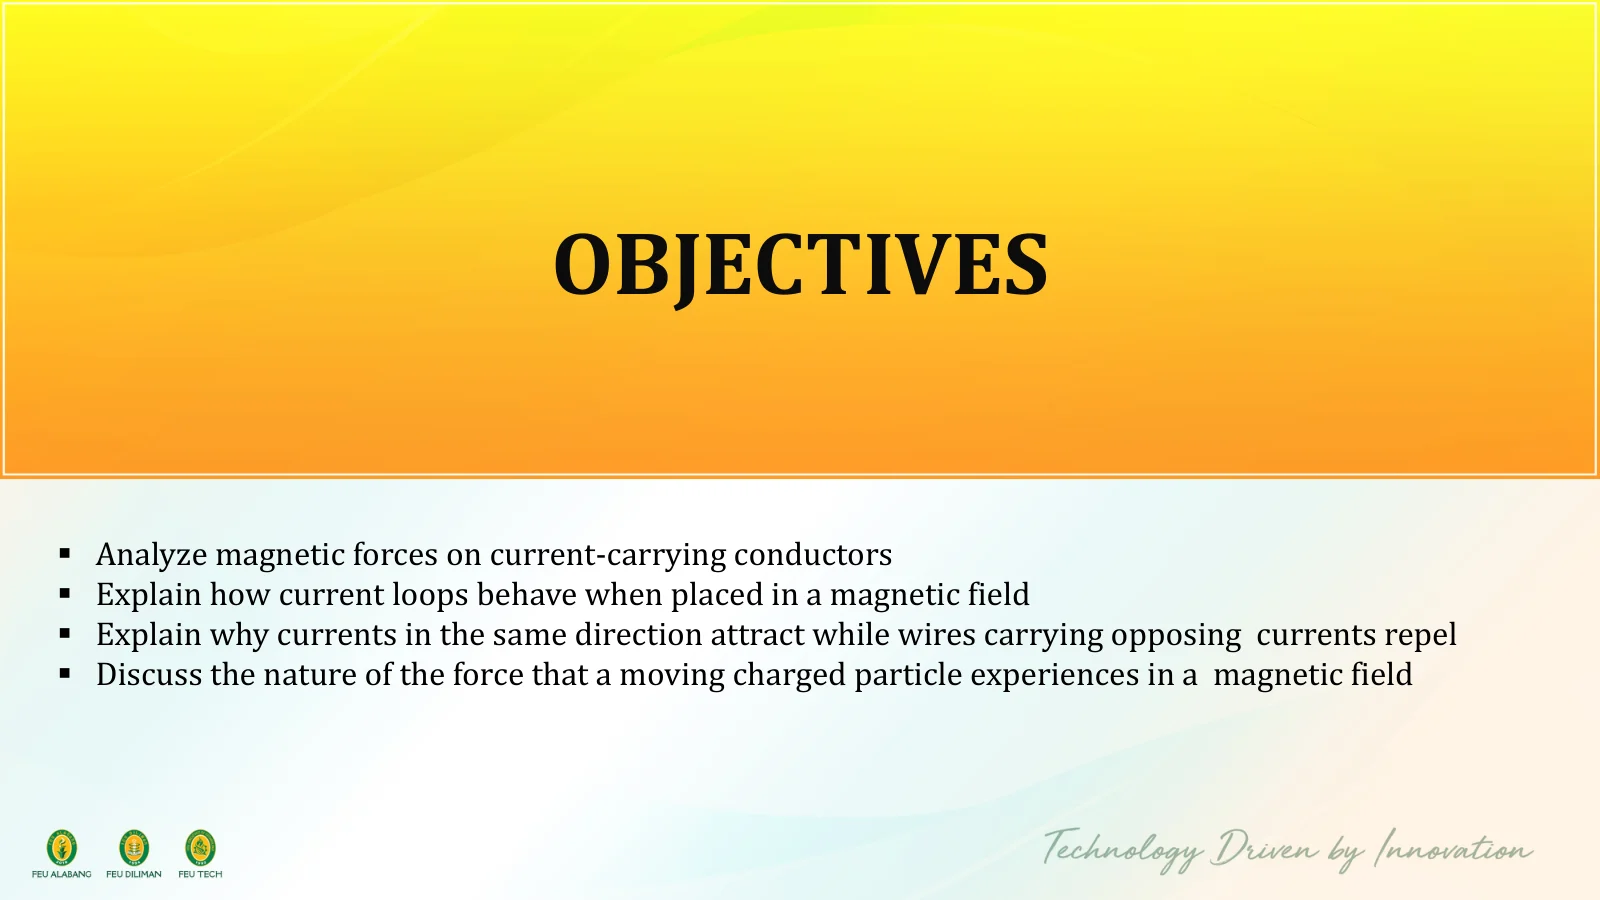 OBJECTIVES
▪ Analyze magnetic forces on current-carrying conductors
▪ Explain how current loops behave when placed in a magnetic field
▪ Explain why currents in the same direction attract while wires carrying opposing  currents repel
▪ Discuss the nature of the force that a moving charged particle experiences in a  magnetic field
FEU ALABANG FEU DILIMAN FEU TECH
Technology Driven by Innovation